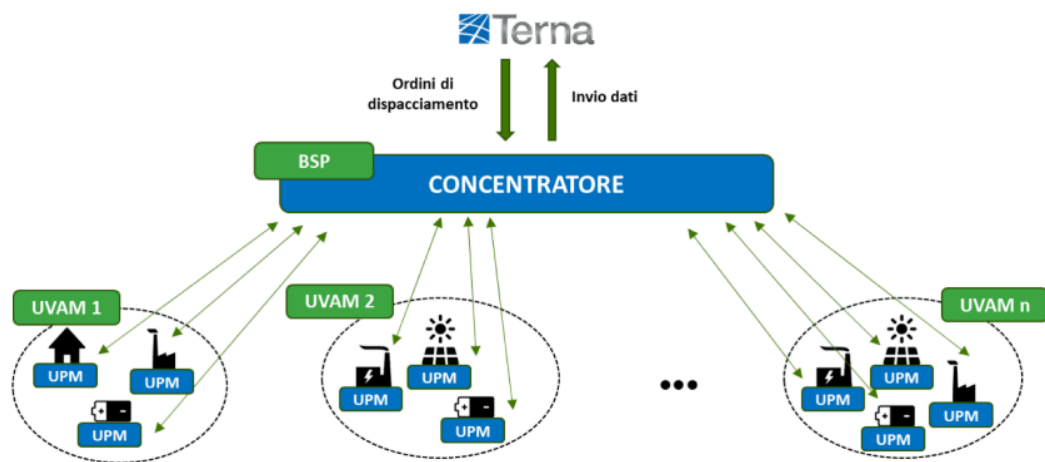 Terna
Ordini di
dispacciamento
Invio dati
BSP
CONCENTRATORE
UVAM 1
UVAM 2
UVAM n
UPM
UPM
UPM
UPM
UPM
UPM
UPM
UPM
UPM
UPM